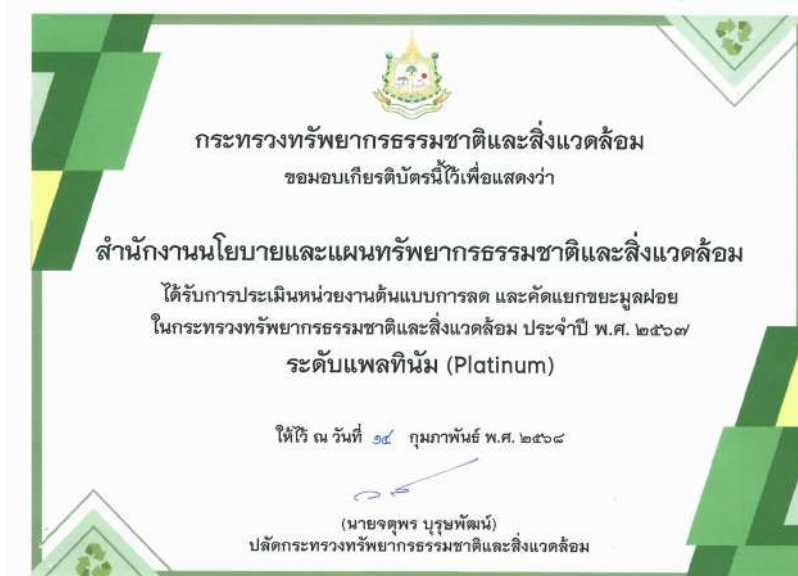 กระทรวงทรัพยากรธรรมชาติและสิ่งแวดล้อม
ขอมอบเกียรติบัตรนี้ไว้เพื่อแสดงว่า
สำนักงานนโยบายและแผนทรัพยากรธรรมชาติและสิ่งแวดล้อม
ได้รับการประเมินหน่วยงานต้นแบบการลด และคัดแยกขยะมูลฝอย
ในกระทรวงทรัพยากรธรรมชาติและสิ่งแวดล้อม ประจำปี พ.ศ. ๒๕๖๗
ระดับแพลทินัม (Platinum)
ให้ไว้ ณ วันที่ ๑๔ กุมภาพันธ์ พ.ศ. ๒๕๖๘
(นายจตุพร บุรุษพัฒน์)
ปลัดกระทรวงทรัพยากรธรรมชาติและสิ่งแวดล้อม